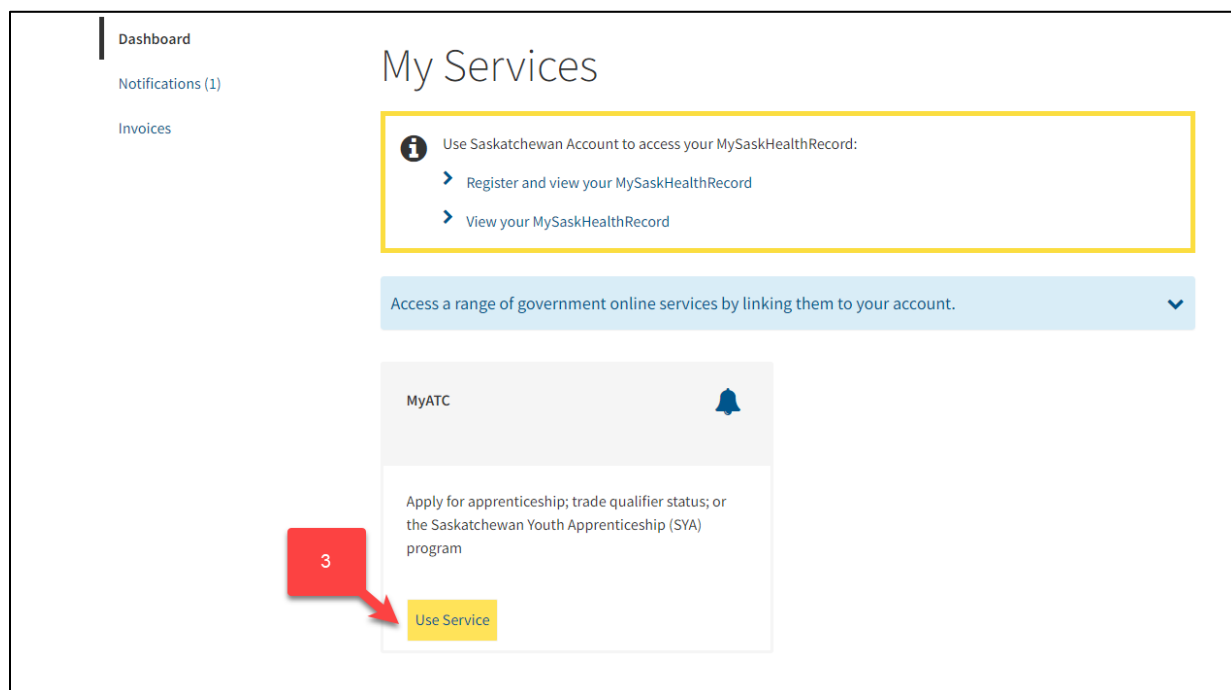 Dashboard
Notifications (1)
Invoices
My Services
Use Saskatchewan Account to access your MySaskHealthRecord:
Register and view your MySaskHealthRecord
View your MySaskHealthRecord
Access a range of government online services by linking them to your account.
MyATC
Apply for apprenticeship; trade qualifier status; or
the Saskatchewan Youth Apprenticeship (SYA)
program
3
Use Service